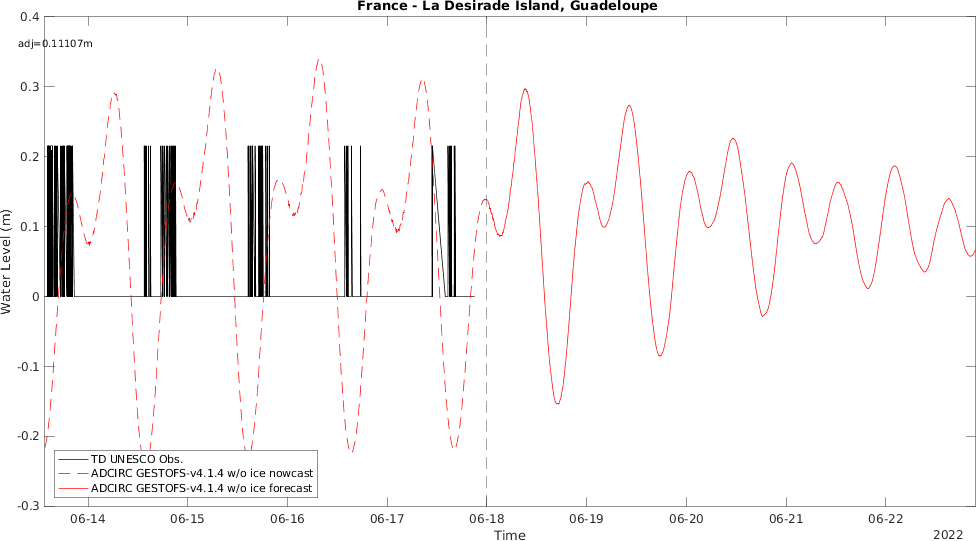 France - La Desirade Island, Guadeloupe
adj=0.11107m
0.4
0.3
0.2
0.1
0
-0.1
-0.2
-0.3
Water Level (m)
TD UNESCO Obs.
ADCIRC GESTOFS-v4.1.4 w/o ice nowcast
ADCIRC GESTOFS-v4.1.4 w/o ice forecast
06-14 06-15 06-16 06-17 06-18 06-19 06-20 06-21 06-22
Time
2022